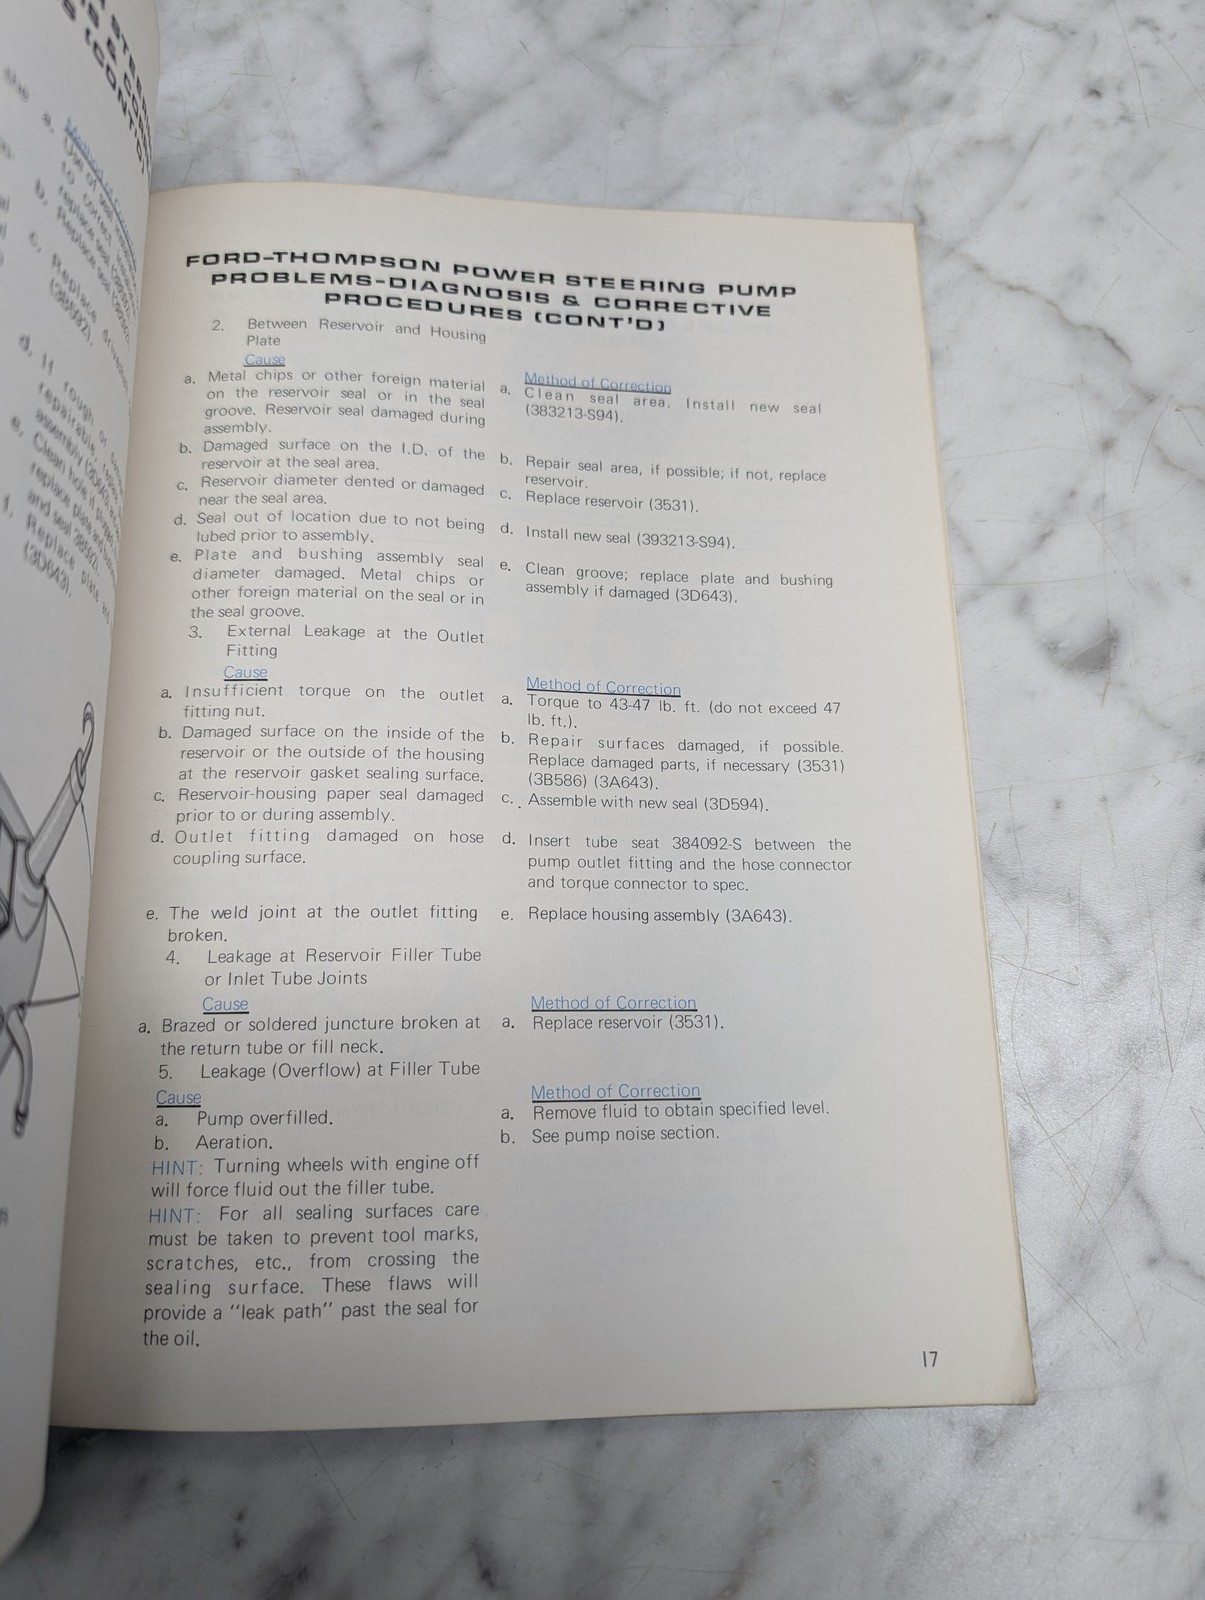 FORD-THOMPSON POWER STEERING PUMP
PROBLEMS-DIAGNOSIS & CORRECTIVE
PROCEDURES (CONT'D)
2. Between Reservoir and Housing
Plate
Cause
a. Metal chips or other foreign material
on the reservoir seal or in the seal
groove. Reservoir seal damaged during
assembly.
b. Damaged surface on the I.D. of the
reservoir at the seal area.
c. Reservoir diameter dented or damaged
near the seal area.
d. Seal out of location due to not being
lubed prior to assembly.
e. Plate and bushing assembly seal
diameter damaged. Metal chips or
other foreign material on the seal or in
the seal groove.
Method of Correction
a. Clean seal area. Install new seal
(383213-S94).
b. Repair seal area, if possible; if not, replace
reservoir.
c. Replace reservoir (3531).
d. Install new seal (393213-S94).
e. Clean groove; replace plate and bushing
assembly if damaged (3D643).
3. External Leakage at the Outlet
Fitting
Cause
a. Insufficient torque on the outlet
fitting nut.
b. Damaged surface on the inside of the
reservoir or the outside of the housing
at the reservoir gasket sealing surface.
c. Reservoir-housing paper seal damaged
prior to or during assembly.
d. Outlet fitting damaged on hose
coupling surface.
e. The weld joint at the outlet fitting
broken.
Method of Correction
a. Torque to 43-47 lb. ft. (do not exceed 47
lb. ft.).
b. Repair surfaces damaged, if possible.
Replace damaged parts, if necessary (3531)
(3B586) (3A643).
c. Assemble with new seal (3D594).
d. Insert tube seat 384092-S between the
pump outlet fitting and the hose connector
and torque connector to spec.
e. Replace housing assembly (3A643).
4. Leakage at Reservoir Filler Tube
or Inlet Tube Joints
Cause
a. Brazed or soldered juncture broken at
the return tube or fill neck.
Method of Correction
a. Replace reservoir (3531).
5. Leakage (Overflow) at Filler Tube
Cause
a. Pump overfilled.
b. Aeration.
Method of Correction
a. Remove fluid to obtain specified level.
b. See pump noise section.
HINT: Turning wheels with engine off
will force fluid out the filler tube.
HINT: For all sealing surfaces care
must be taken to prevent tool marks,
scratches, etc., from crossing the
sealing surface. These flaws will
provide a "leak path" past the seal for
the oil.
17